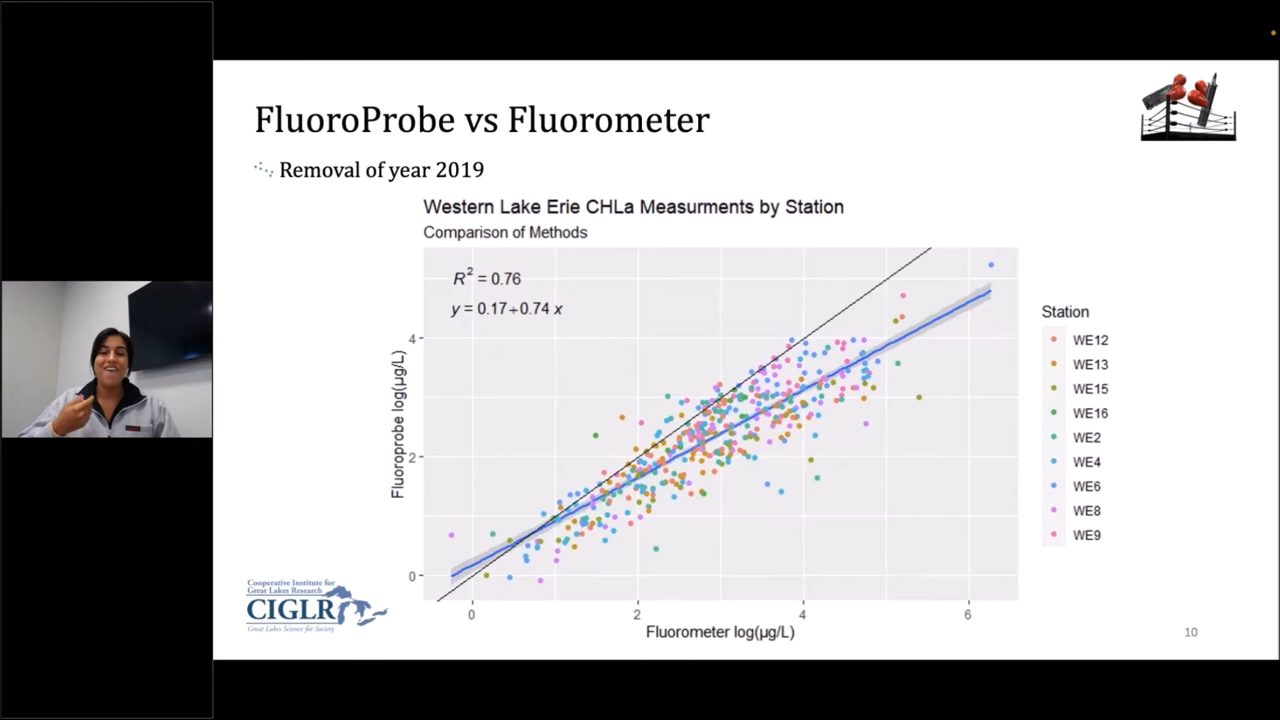 FluoroProbe vs Fluorometer
Removal of year 2019
Western Lake Erie CHLa Measurments by Station
Comparison of Methods
R² = 0.76
y = 0.17+0.74 x
Fluoroprobe log(µg/L)
4
2
0
0 2 4 6
Fluorometer log(µg/L)
Station
WE12
WE13
WE15
WE16
WE2
WE4
WE6
WE8
WE9
Cooperative Institute for
Great Lakes Research
CIGLR
Great Lakes Science for Society
10